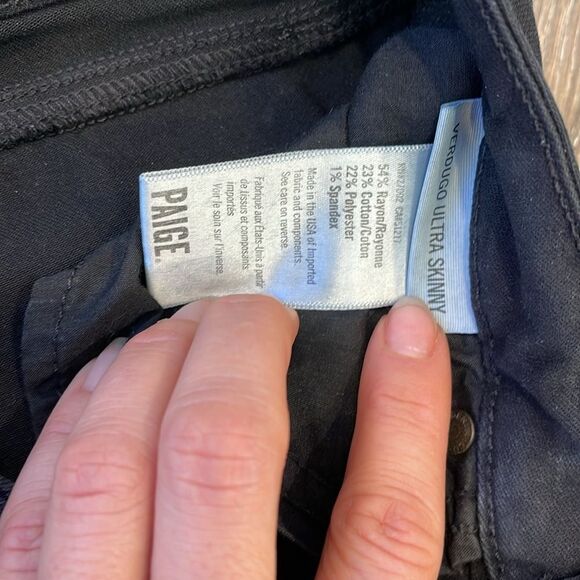 VERDUGO ULTRA SKINNY
54% Rayon/Rayonne
23% Cotton/Coton
22% Polyester
1% Spandex
Made in the USA of Imported
fabric and components.
See care on reverse.
Fabriqué aux États-Unis à partir
de tissus et composants
importés
Voir le soin sur l'inverse.
PAIGE